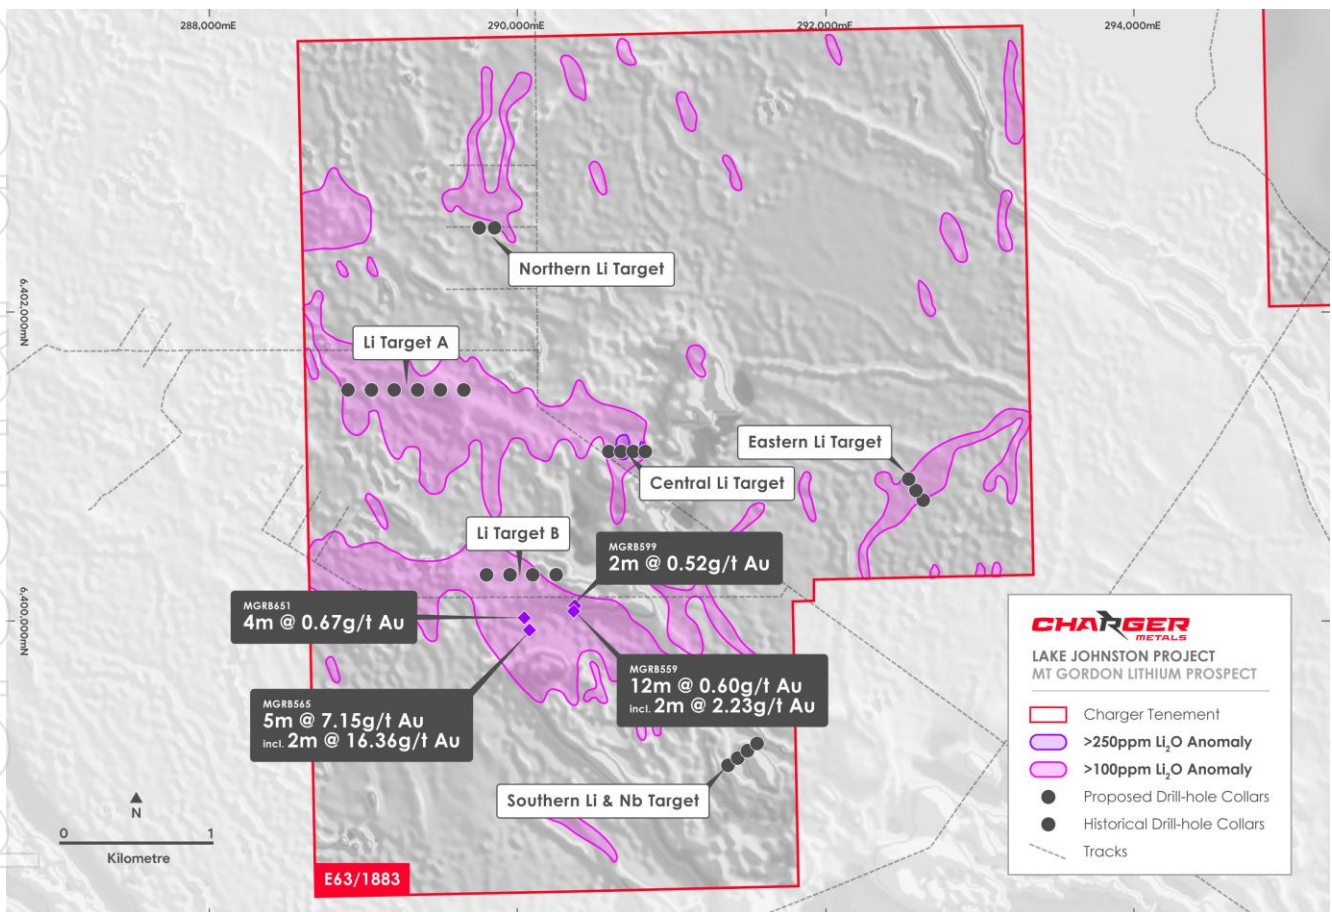 288,000mE
290,000mE
292,000mE
294,000mE
6,402,000mN
6,400,000mN
Northern Li Target
Li Target A
Eastern Li Target
Central Li Target
Li Target B
MGRB599
2m @ 0.52g/t Au
MGRB651
4m @ 0.67g/t Au
MGRB559
12m @ 0.60g/t Au
incl. 2m @ 2.23g/t Au
MGRB565
5m @ 7.15g/t Au
incl. 2m @ 16.36g/t Au
Southern Li & Nb Target
N
0 1
Kilometre
E63/1883
CHARGER
METALS
LAKE JOHNSTON PROJECT
MT GORDON LITHIUM PROSPECT
Charger Tenement
>250ppm Li₂O Anomaly
>100ppm Li₂O Anomaly
Proposed Drill-hole Collars
Historical Drill-hole Collars
Tracks